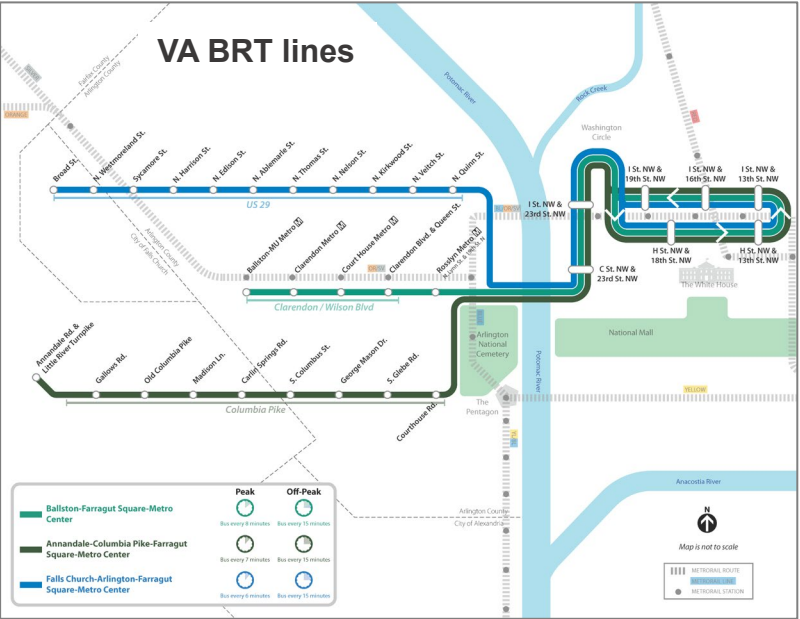 VA BRT lines
Fairfax County
Arlington County
ORANGE
Potomac River
Rock Creek
Washington
Circle
Broad St.
N. Westmoreland St.
Sycamore St.
N. Harrison St.
N. Edison St.
N. Ablemarle St.
N. Thomas St.
N. Nelson St.
N. Kirkwood St.
N. Veitch St.
N. Quinn St.
US 29
I St. NW &
23rd St. NW
I St. NW &
19th St. NW
I St. NW &
16th St. NW
I St. NW &
13th St. NW
H St. NW &
18th St. NW
H St. NW &
13th St. NW
C St. NW &
23rd St. NW
The White House
Arlington County
City of Falls Church
Ballston-MU Metro M
Clarendon Metro M
Court House Metro M
Clarendon Blvd. & Queen St.
Rosslyn Metro M
N. Lynn St. & 19th St. N
Clarendon / Wilson Blvd
Arlington
National
Cemetery
National Mall
Potomac River
Annandale Rd. &
Little River Turnpike
Gallows Rd.
Old Columbia Pike
Madison Ln.
Carlin Springs Rd.
S. Columbus St.
George Mason Dr.
S. Glebe Rd.
Courthouse Rd.
Columbia Pike
The
Pentagon
YELLOW
Anacostia River
Arlington County
City of Alexandria
N
Map is not to scale
METRORAIL ROUTE
METRORAIL LINE
METRORAIL STATION
Peak
Off-Peak
Ballston-Farragut Square-Metro
Center
Bus every 8 minutes
Bus every 15 minutes
Annandale-Columbia Pike-Farragut
Square-Metro Center
Bus every 7 minutes
Bus every 15 minutes
Falls Church-Arlington-Farragut
Square-Metro Center
Bus every 6 minutes
Bus every 15 minutes